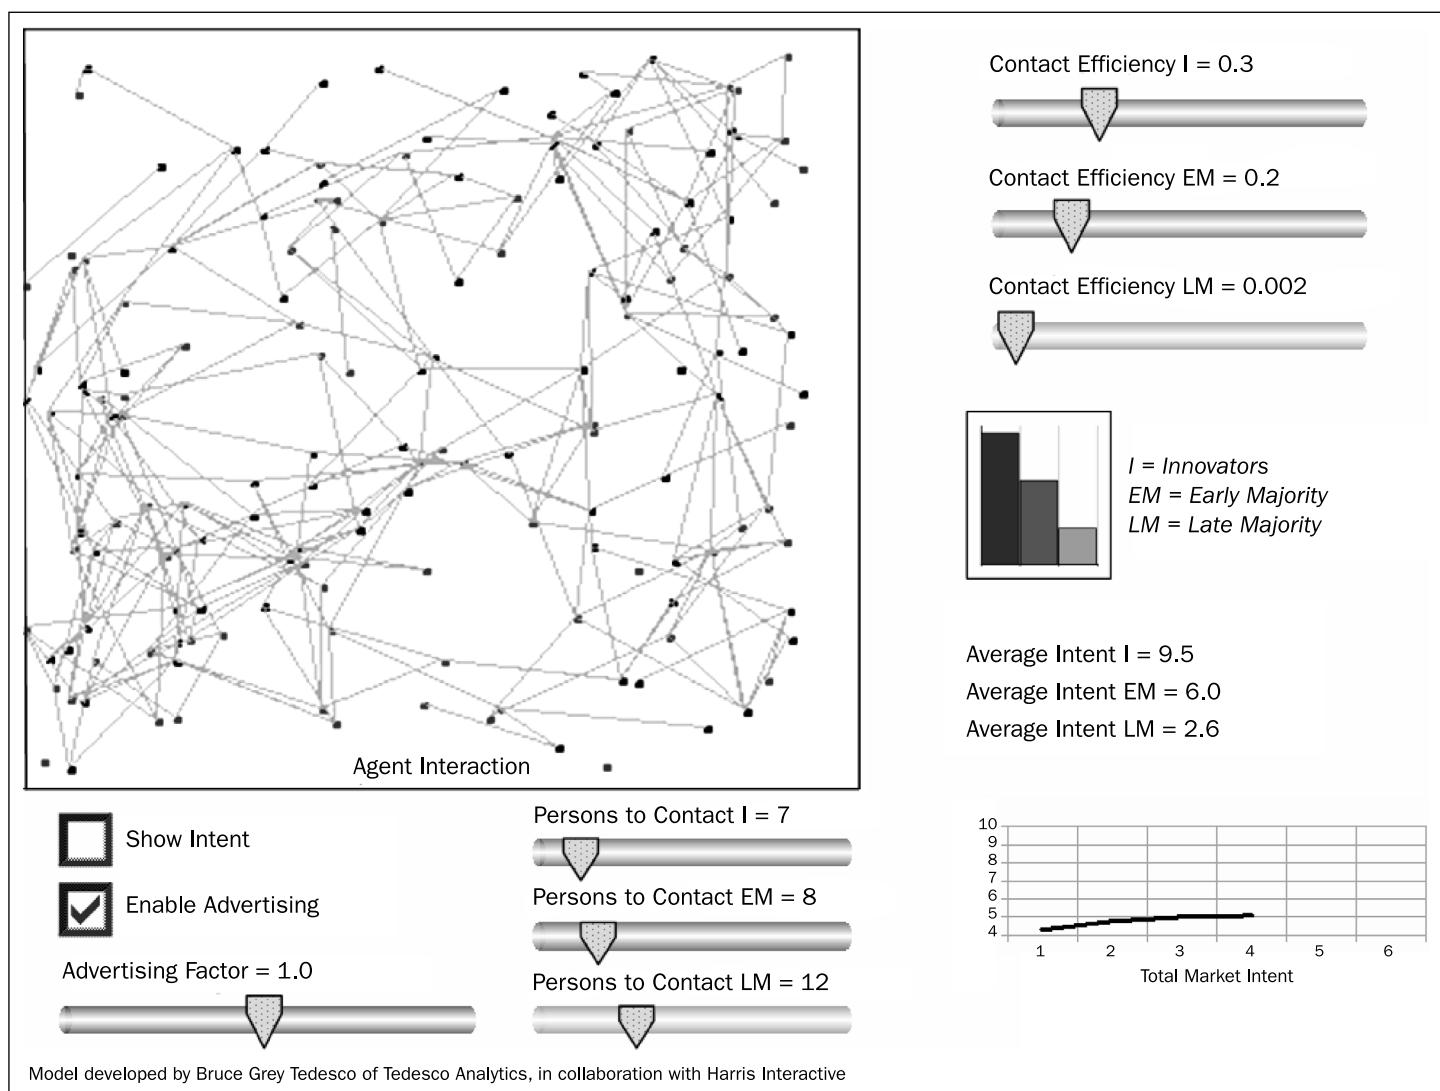 Agent Interaction
Contact Efficiency I = 0.3
Contact Efficiency EM = 0.2
Contact Efficiency LM = 0.002
I = Innovators
EM = Early Majority
LM = Late Majority
Average Intent I = 9.5
Average Intent EM = 6.0
Average Intent LM = 2.6
Show Intent
Enable Advertising
Advertising Factor = 1.0
Persons to Contact I = 7
Persons to Contact EM = 8
Persons to Contact LM = 12
10
9
8
7
6
5
4
1 2 3 4 5 6
Total Market Intent
Model developed by Bruce Grey Tedesco of Tedesco Analytics, in collaboration with Harris Interactive